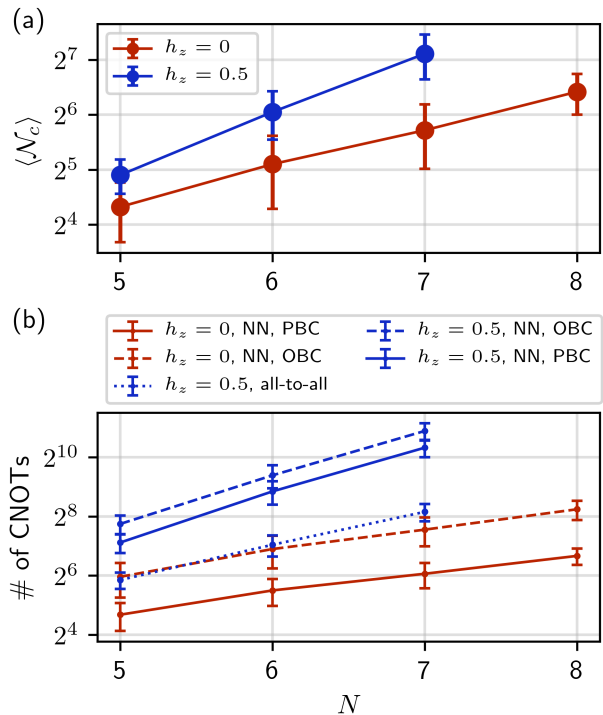 (a)
h_z = 0
h_z = 0.5
⟨𝒩_c⟩
2^7
2^6
2^5
2^4
5 6 7 8
(b)
h_z = 0, NN, PBC
h_z = 0, NN, OBC
h_z = 0.5, all-to-all
h_z = 0.5, NN, OBC
h_z = 0.5, NN, PBC
# of CNOTs
2^10
2^8
2^6
2^4
5 6 7 8
N